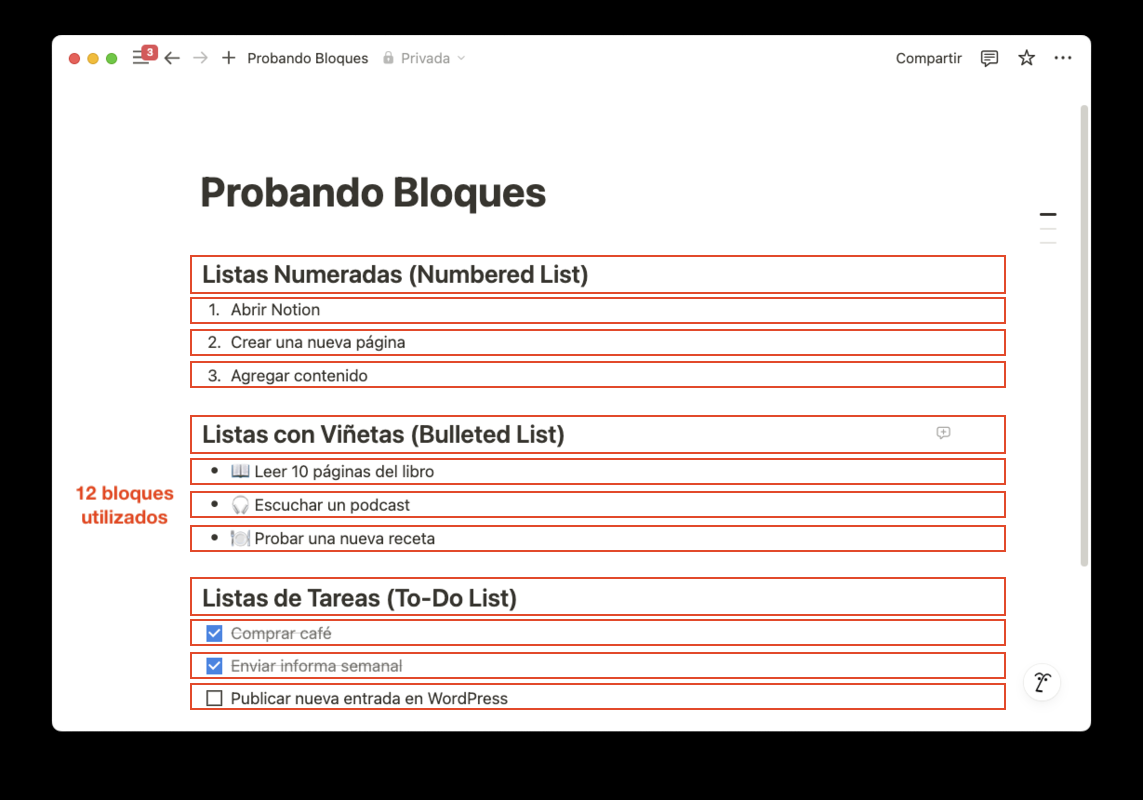 3
Probando Bloques
Privada
Compartir
Probando Bloques
Listas Numeradas (Numbered List)
1. Abrir Notion
2. Crear una nueva página
3. Agregar contenido
Listas con Viñetas (Bulleted List)
• 📖 Leer 10 páginas del libro
12 bloques
utilizados
• 🎧 Escuchar un podcast
• 🍽️ Probar una nueva receta
Listas de Tareas (To-Do List)
Comprar café
Enviar informa semanal
Publicar nueva entrada en WordPress